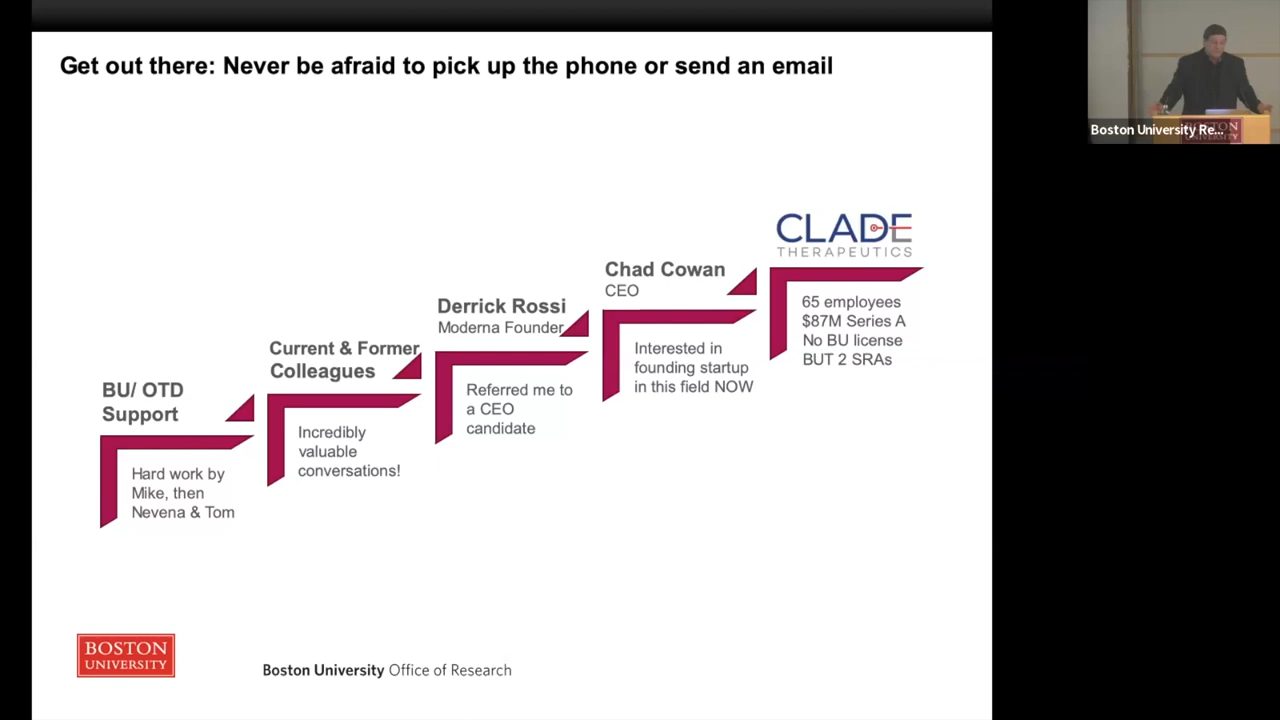 Get out there: Never be afraid to pick up the phone or send an email
BU/ OTD
Support
Hard work by
Mike, then
Nevena & Tom
Current & Former
Colleagues
Incredibly
valuable
conversations!
Derrick Rossi
Moderna Founder
Referred me to
a CEO
candidate
Chad Cowan
CEO
Interested in
founding startup
in this field NOW
CLADE
THERAPEUTICS
65 employees
$87M Series A
No BU license
BUT 2 SRAs
BOSTON
UNIVERSITY
Boston University Office of Research
Boston University Re...
BOSTON
UNIVERSITY